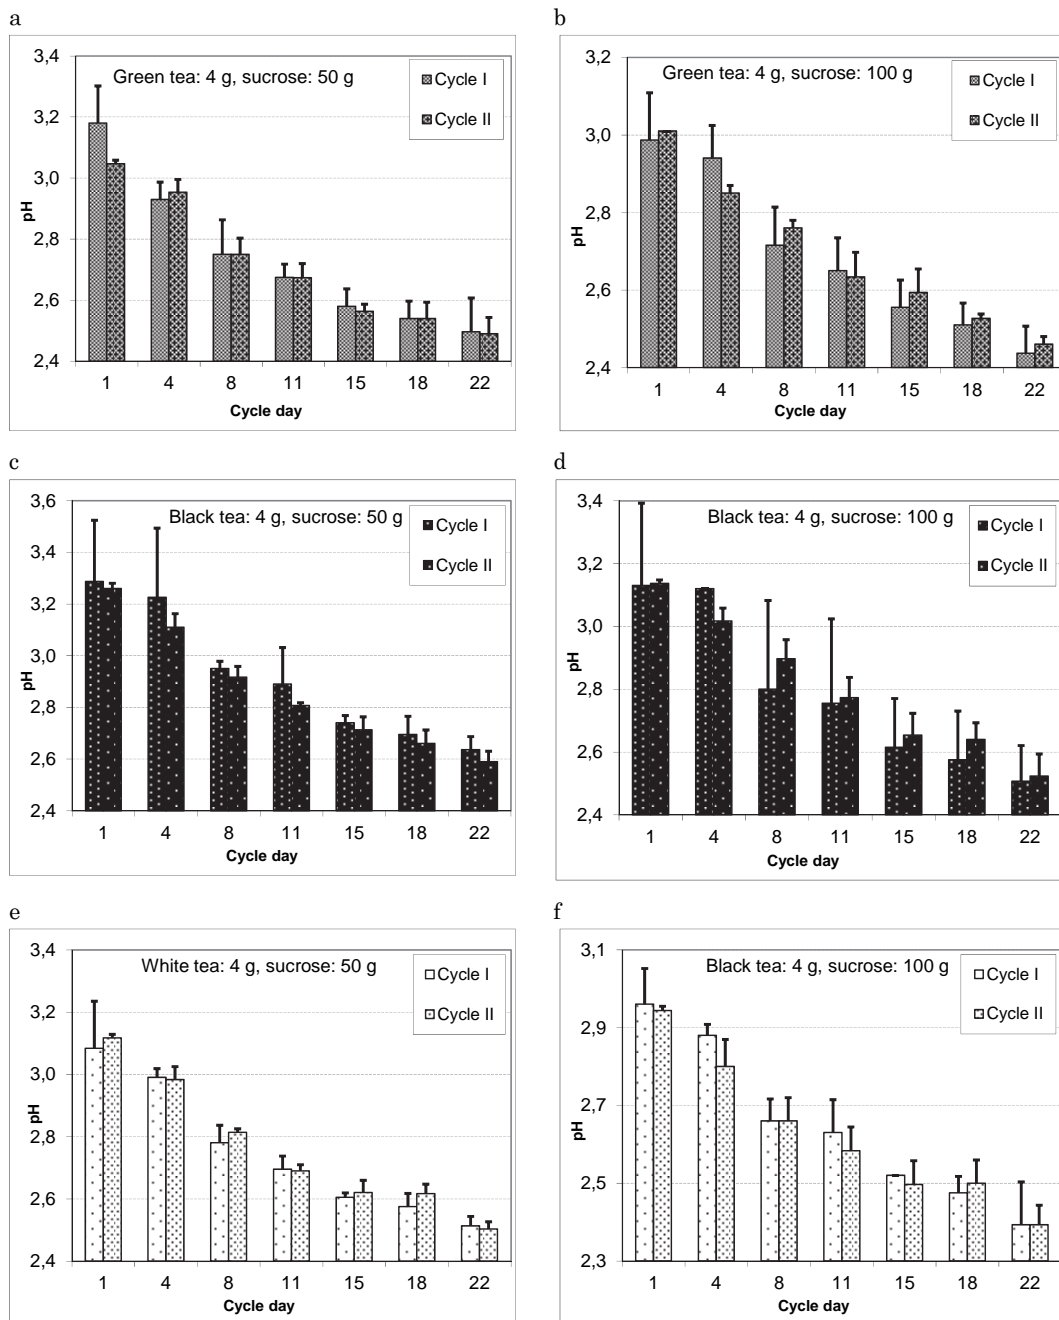 a
3,4
Green tea: 4 g, sucrose: 50 g
Cycle I
Cycle II
3,2
3,0
2,8
2,6
2,4
pH
1 4 8 11 15 18 22
Cycle day
b
3,2
Green tea: 4 g, sucrose: 100 g
Cycle I
Cycle II
3,0
2,8
2,6
2,4
pH
1 4 8 11 15 18 22
Cycle day
c
3,6
Black tea: 4 g, sucrose: 50 g
Cycle I
Cycle II
3,4
3,2
3,0
2,8
2,6
2,4
pH
1 4 8 11 15 18 22
Cycle day
d
3,4
Black tea: 4 g, sucrose: 100 g
Cycle I
Cycle II
3,2
3,0
2,8
2,6
2,4
pH
1 4 8 11 15 18 22
Cycle day
e
3,4
White tea: 4 g, sucrose: 50 g
Cycle I
Cycle II
3,2
3,0
2,8
2,6
2,4
pH
1 4 8 11 15 18 22
Cycle day
f
3,1
Black tea: 4 g, sucrose: 100 g
Cycle I
Cycle II
2,9
2,7
2,5
2,3
pH
1 4 8 11 15 18 22
Cycle day